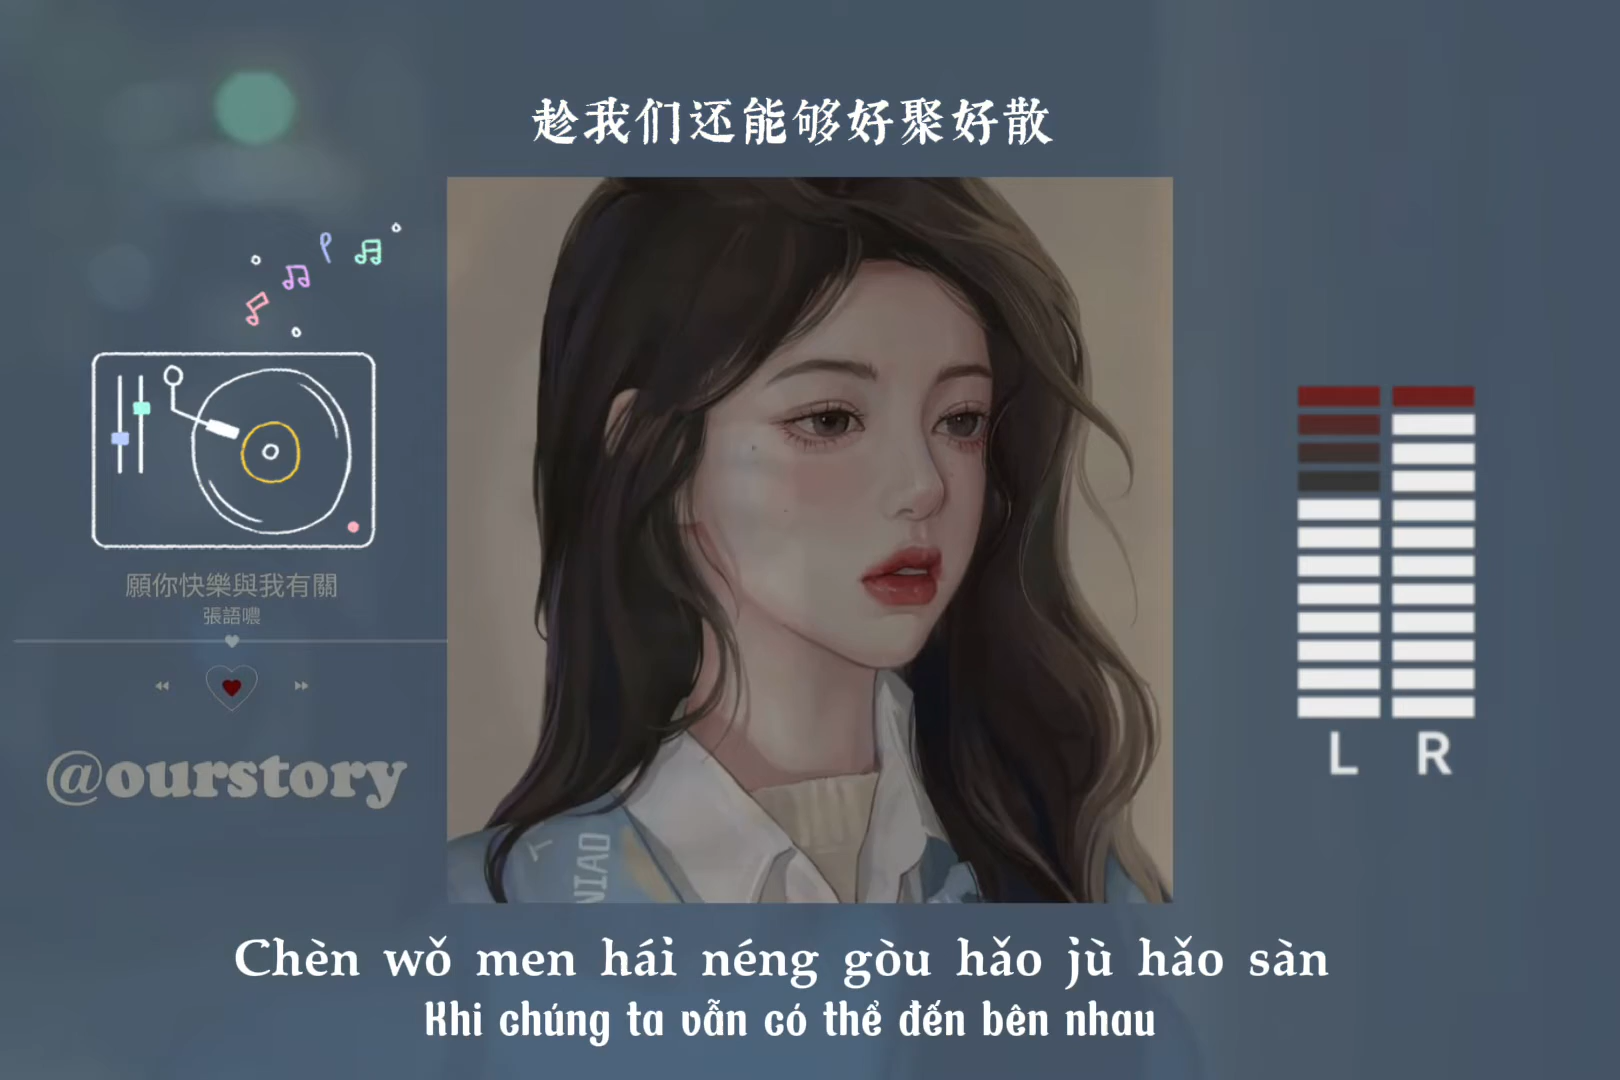 趁我们还能够好聚好散
願你快樂與我有關
張語噥
@ourstory
NIAO
L R
Chèn wǒ men hái néng gòu hǎo jù hǎo sàn
Khi chúng ta vẫn có thể đến bên nhau